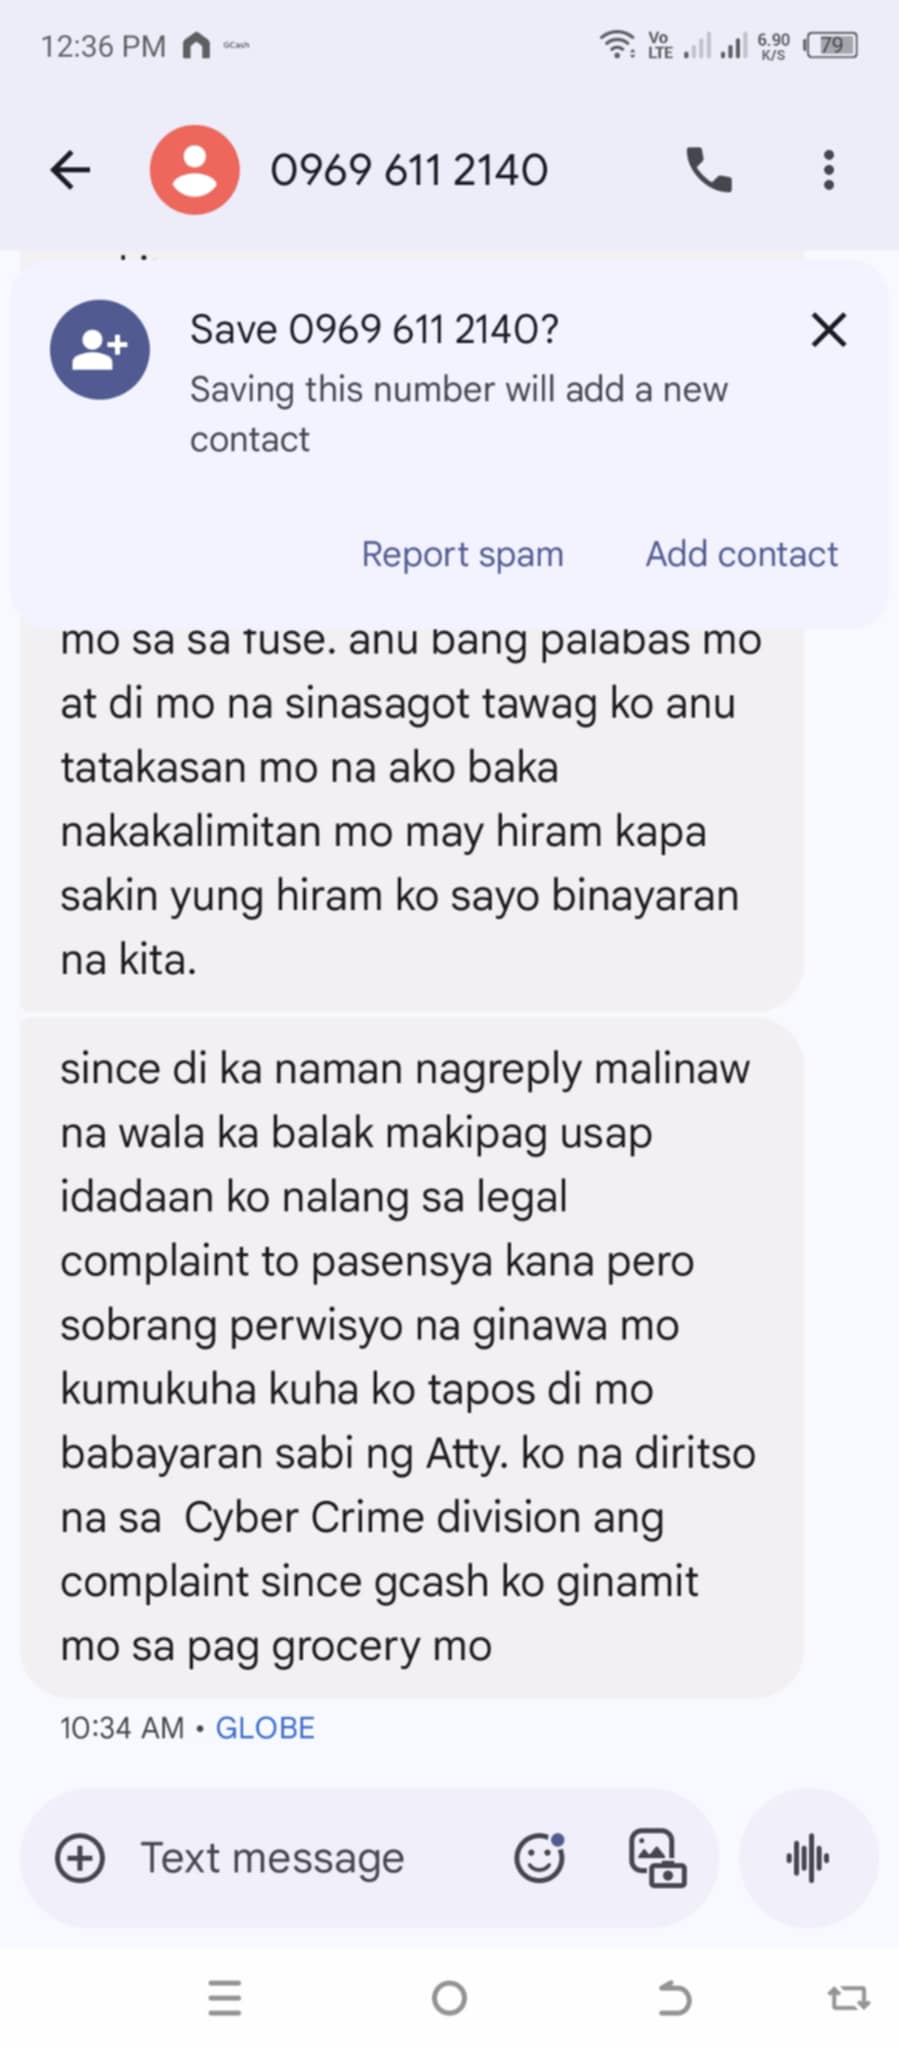 12:36 PM GCash Vo LTE 6.90 K/S 79
0969 611 2140
Save 0969 611 2140?
Saving this number will add a new
contact
Report spam Add contact
mo sa sa fuse. anu bang palabas mo
at di mo na sinasagot tawag ko anu
tatakasan mo na ako baka
nakakalimitan mo may hiram kapa
sakin yung hiram ko sayo binayaran
na kita.
since di ka naman nagreply malinaw
na wala ka balak makipag usap
idadaan ko nalang sa legal
complaint to pasensya kana pero
sobrang perwisyo na ginawa mo
kumukuha kuha ko tapos di mo
babayaran sabi ng Atty. ko na diritso
na sa  Cyber Crime division ang
complaint since gcash ko ginamit
mo sa pag grocery mo
10:34 AM • GLOBE
Text message